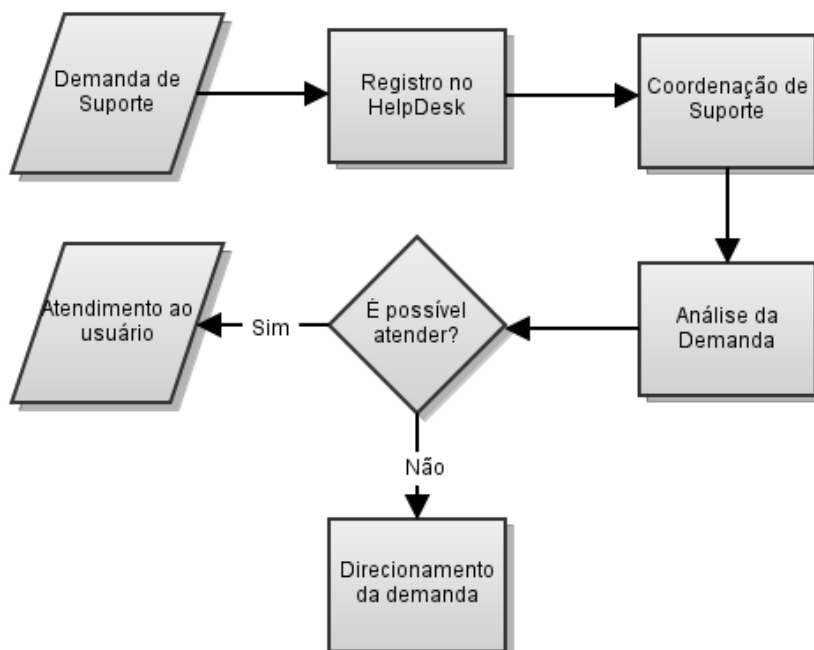 Demanda de
Suporte
Registro no
HelpDesk
Coordenação de
Suporte
Atendimento ao
usuário
Sim
É possível
atender?
Análise da
Demanda
Não
Direcionamento
da demanda